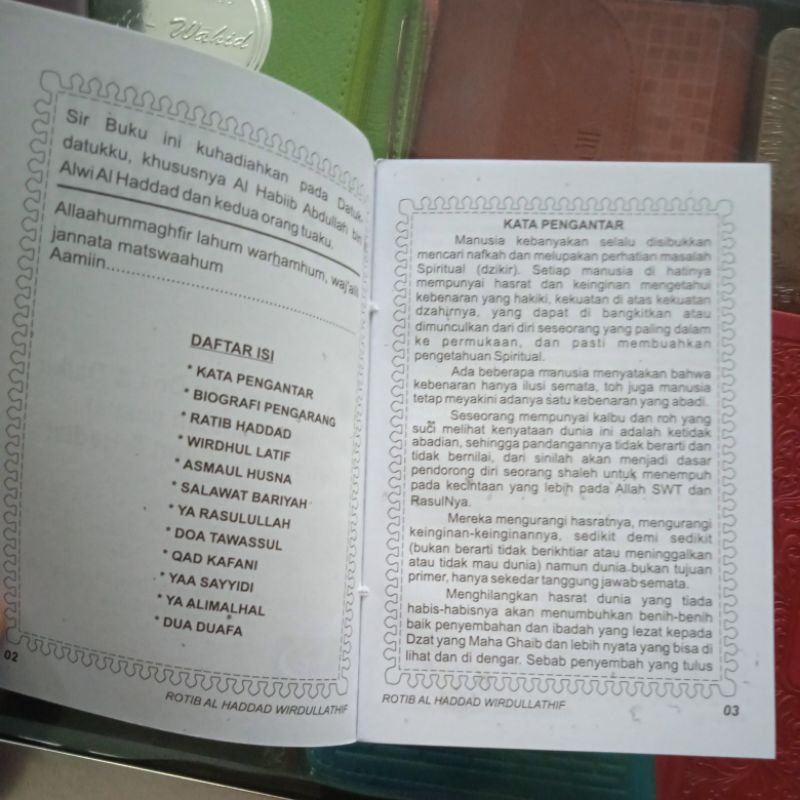 Wahid
Sir Buku ini kuhadiahkan pada Datuk-
datukku, khususnya Al Habiib Abdullah bin
Alwi Al Haddad dan kedua orang tuaku.
Allaahummaghfir lahum warhamhum, waj'alil
jannata matswaahum
Aamiin.......................
DAFTAR ISI
* KATA PENGANTAR
* BIOGRAFI PENGARANG
* RATIB HADDAD
* WIRDHUL LATIF
* ASMAUL HUSNA
* SALAWAT BARIYAH
* YA RASULULLAH
* DOA TAWASSUL
* QAD KAFANI
* YAA SAYYIDI
* YA ALIMALHAL
* DUA DUAFA
02
ROTIB AL HADDAD WIRDULLATHIF
KATA PENGANTAR
Manusia kebanyakan selalu disibukkan
mencari nafkah dan melupakan perhatian masalah
Spiritual (dzikir). Setiap manusia di hatinya
mempunyai hasrat dan keinginan mengetahui
kebenaran yang hakiki, kekuatan di atas kekuatan
dzahirnya, yang dapat di bangkitkan atau
dimunculkan dari diri seseorang yang paling dalam
ke permukaan, dan pasti membuahkan
pengetahuan Spiritual.
Ada beberapa manusia menyatakan bahwa
kebenaran hanya ilusi semata, toh juga manusia
tetap meyakini adanya satu kebenaran yang abadi.
Seseorang mempunyai kalbu dan roh yang
suci melihat kenyataan dunia ini adalah ketidak
abadian, sehingga pandangannya tidak berarti dan
tidak bernilai, dari sinilah akan menjadi dasar
pendorong diri seorang shaleh untuk menempuh
pada kecintaan yang lebih pada Allah SWT dan
RasulNya.
Mereka mengurangi hasratnya, mengurangi
keinginan-keinginannya, sedikit demi sedikit
(bukan berarti tidak berikhtiar atau meninggalkan
atau tidak mau dunia) namun dunia bukan tujuan
primer, hanya sekedar tanggung jawab semata.
Menghilangkan hasrat dunia yang tiada
habis-habisnya akan menumbuhkan benih-benih
baik penyembahan dan ibadah yang lezat kepada
Dzat yang Maha Ghaib dan lebih nyata yang bisa di
lihat dan di dengar. Sebab penyembah yang tulus
ROTIB AL HADDAD WIRDULLATHIF
03